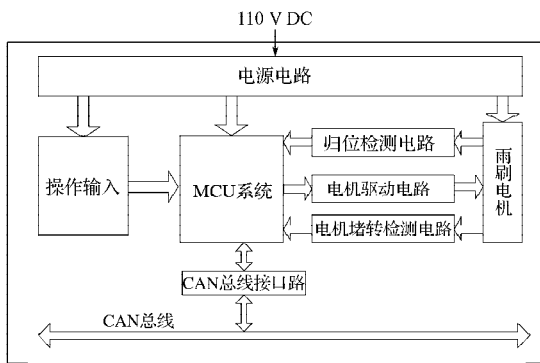 110 V DC
电源电路
操作输入
MCU系统
归位检测电路
电机驱动电路
电机堵转检测电路
雨刷电机
CAN总线接口路
CAN总线